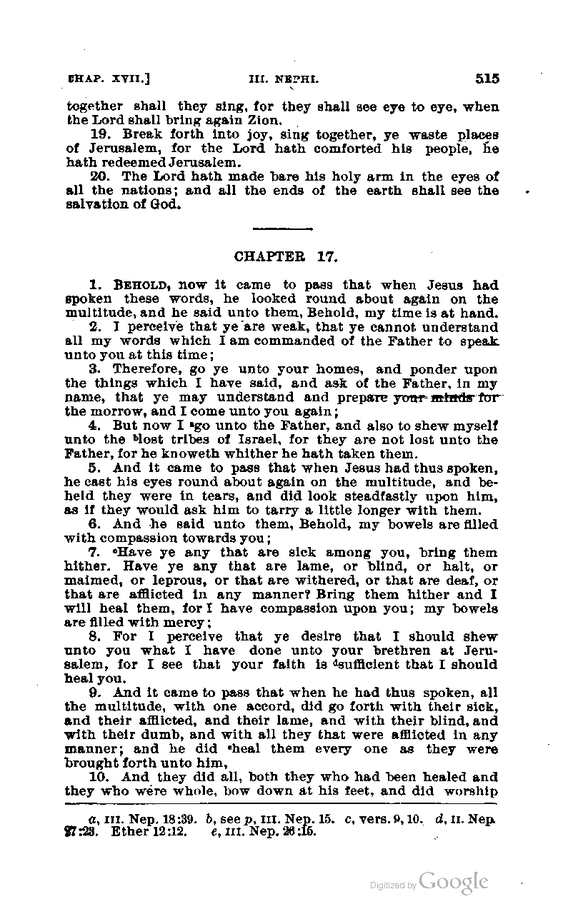 CHAP. XVII.] III. NEPHI. 515
together shall they sing, for they shall see eye to eye, when
the Lord shall bring again Zion.
19. Break forth into joy, sing together, ye waste places
of Jerusalem, for the Lord hath comforted his people, he
hath redeemed Jerusalem.
20. The Lord hath made bare his holy arm in the eyes of
all the nations; and all the ends of the earth shall see the
salvation of God.
CHAPTER 17.
1. BEHOLD, now it came to pass that when Jesus had
spoken these words, he looked round about again on the
multitude, and he said unto them, Behold, my time is at hand.
2. I perceive that ye are weak, that ye cannot understand
all my words which I am commanded of the Father to speak
unto you at this time;
3. Therefore, go ye unto your homes, and ponder upon
the things which I have said, and ask of the Father, in my
name, that ye may understand and prepare your minds for
the morrow, and I come unto you again;
4. But now I ᵃgo unto the Father, and also to shew myself
unto the ᵇlost tribes of Israel, for they are not lost unto the
Father, for he knoweth whither he hath taken them.
5. And it came to pass that when Jesus had thus spoken,
he cast his eyes round about again on the multitude, and be-
held they were in tears, and did look steadfastly upon him,
as if they would ask him to tarry a little longer with them.
6. And he said unto them, Behold, my bowels are filled
with compassion towards you;
7. ᶜHave ye any that are sick among you, bring them
hither. Have ye any that are lame, or blind, or halt, or
maimed, or leprous, or that are withered, or that are deaf, or
that are afflicted in any manner? Bring them hither and I
will heal them, for I have compassion upon you; my bowels
are filled with mercy;
8. For I perceive that ye desire that I should shew
unto you what I have done unto your brethren at Jeru-
salem, for I see that your faith is ᵈsufficient that I should
heal you.
9. And it came to pass that when he had thus spoken, all
the multitude, with one accord, did go forth with their sick,
and their afflicted, and their lame, and with their blind, and
with their dumb, and with all they that were afflicted in any
manner; and he did ᵉheal them every one as they were
brought forth unto him,
10. And they did all, both they who had been healed and
they who were whole, bow down at his feet, and did worship
a, III. Nep. 18:39. b, see p, III. Nep. 15. c, vers. 9, 10. d, II. Nep.
27:23. Ether 12:12. e, III. Nep. 26:15.
Digitized by Google